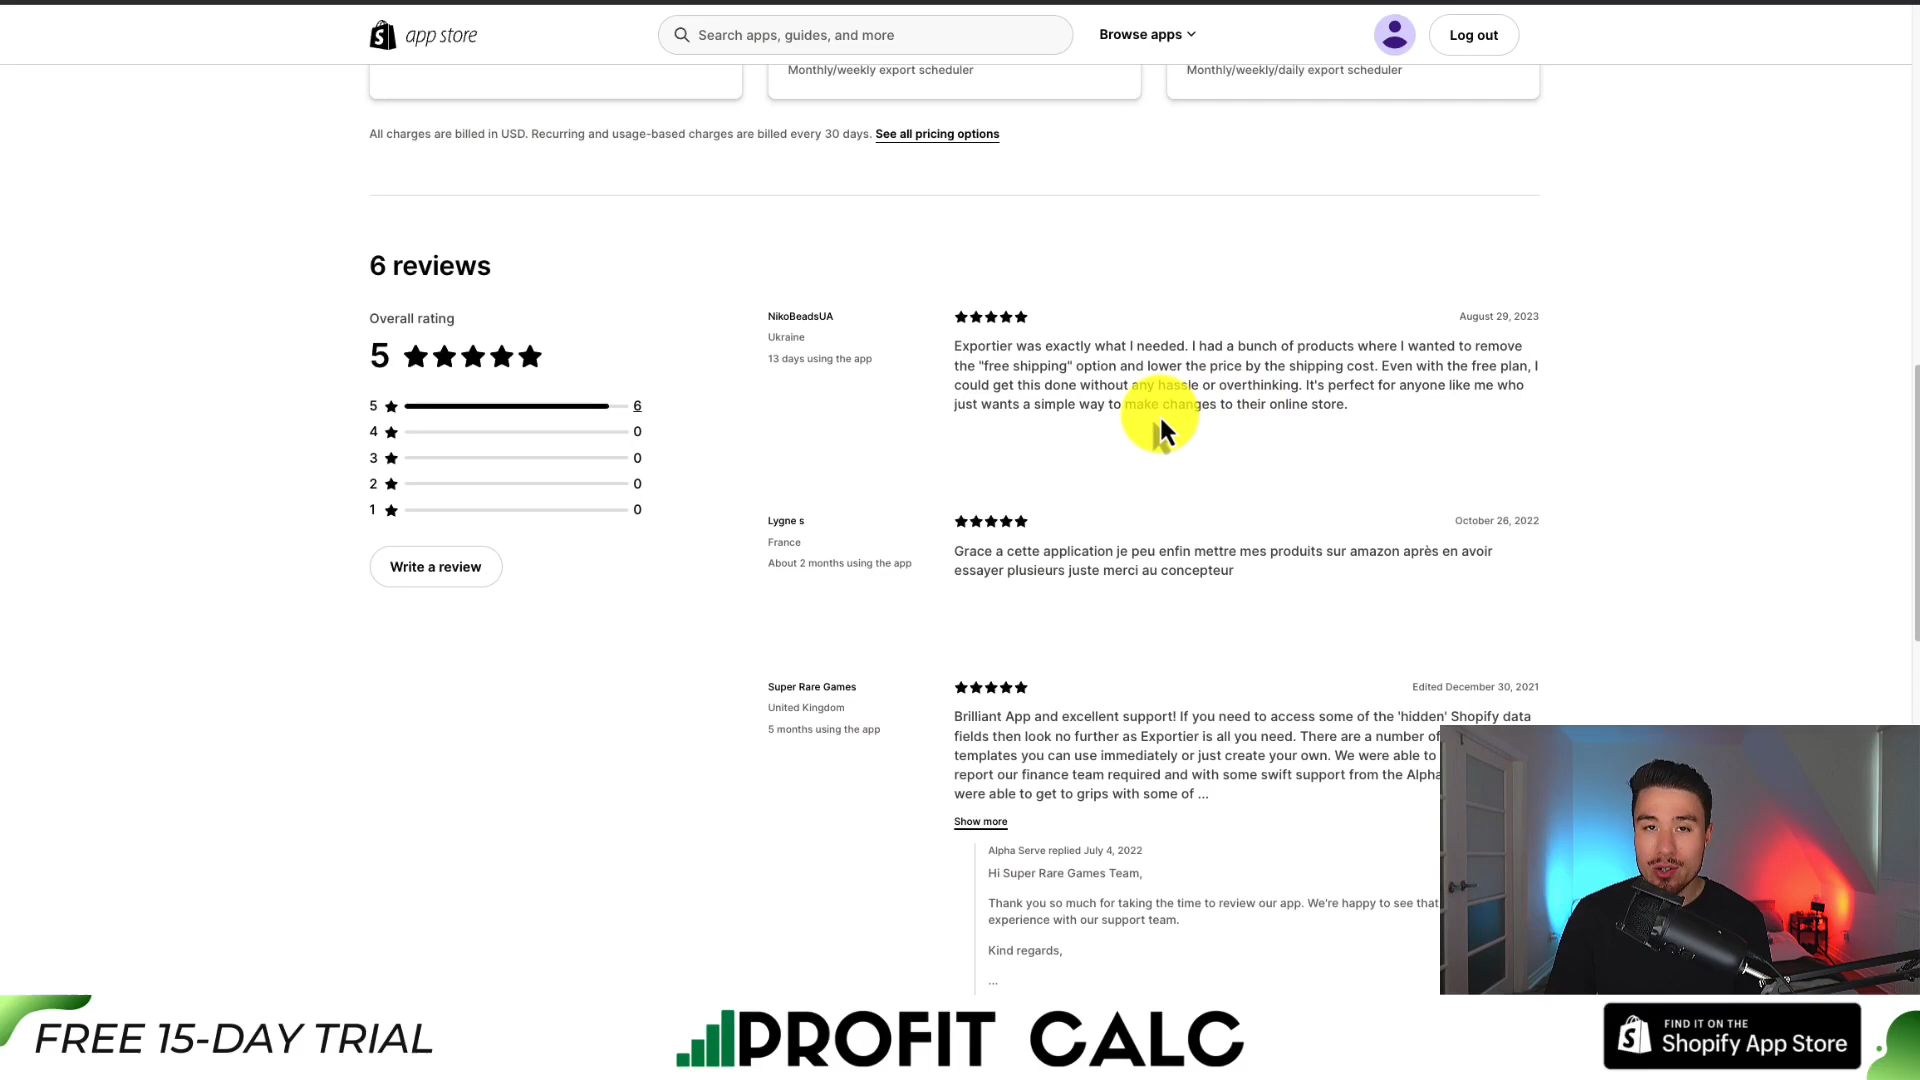 app store
Search apps, guides, and more
Browse apps
Log out
Monthly/weekly export scheduler
Monthly/weekly/daily export scheduler
All charges are billed in USD. Recurring and usage-based charges are billed every 30 days. See all pricing options
6 reviews
Overall rating
5
5 6
4 0
3 0
2 0
1 0
Write a review
NikoBeadsUA
Ukraine
13 days using the app
August 29, 2023
Exportier was exactly what I needed. I had a bunch of products where I wanted to remove
the "free shipping" option and lower the price by the shipping cost. Even with the free plan, I
could get this done without any hassle or overthinking. It's perfect for anyone like me who
just wants a simple way to make changes to their online store.
Lygne s
France
About 2 months using the app
October 26, 2022
Grace a cette application je peu enfin mettre mes produits sur amazon après en avoir
essayer plusieurs juste merci au concepteur
Super Rare Games
United Kingdom
5 months using the app
Edited December 30, 2021
Brilliant App and excellent support! If you need to access some of the 'hidden' Shopify data
fields then look no further as Exportier is all you need. There are a number of
templates you can use immediately or just create your own. We were able to
report our finance team required and with some swift support from the Alpha
were able to get to grips with some of ...
Show more
Alpha Serve replied July 4, 2022
Hi Super Rare Games Team,
Thank you so much for taking the time to review our app. We're happy to see that
experience with our support team.
Kind regards,
...
FREE 15-DAY TRIAL
PROFIT CALC
FIND IT ON THE
Shopify App Store